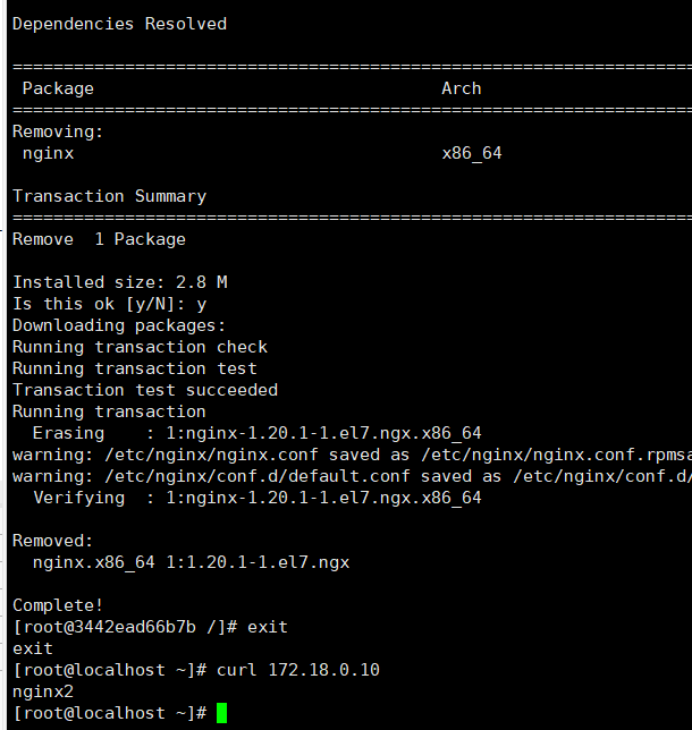 Dependencies Resolved
================================================================================
Package Arch
================================================================================
Removing:
nginx x86_64
Transaction Summary
================================================================================
Remove 1 Package
Installed size: 2.8 M
Is this ok [y/N]: y
Downloading packages:
Running transaction check
Running transaction test
Transaction test succeeded
Running transaction
Erasing : 1:nginx-1.20.1-1.el7.ngx.x86_64
warning: /etc/nginx/nginx.conf saved as /etc/nginx/nginx.conf.rpmsa
warning: /etc/nginx/conf.d/default.conf saved as /etc/nginx/conf.d/
Verifying : 1:nginx-1.20.1-1.el7.ngx.x86_64
Removed:
nginx.x86_64 1:1.20.1-1.el7.ngx
Complete!
[root@3442ead66b7b /]# exit
exit
[root@localhost ~]# curl 172.18.0.10
nginx2
[root@localhost ~]#